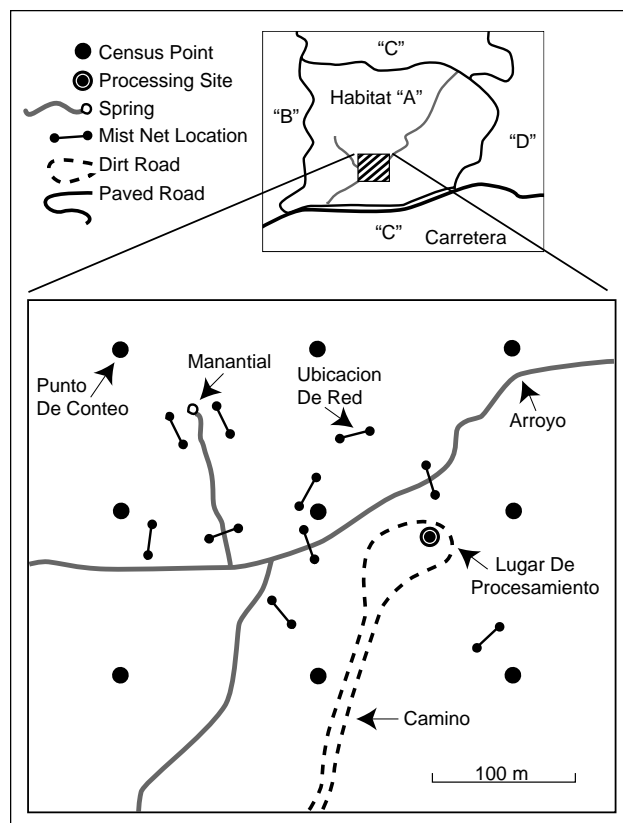 Census Point
Processing Site
Spring
Mist Net Location
Dirt Road
Paved Road
"C"
Habitat "A"
"B"
"D"
"C"
Carretera
Punto
De Conteo
Manantial
Ubicacion
De Red
Arroyo
Lugar De
Procesamiento
Camino
100 m